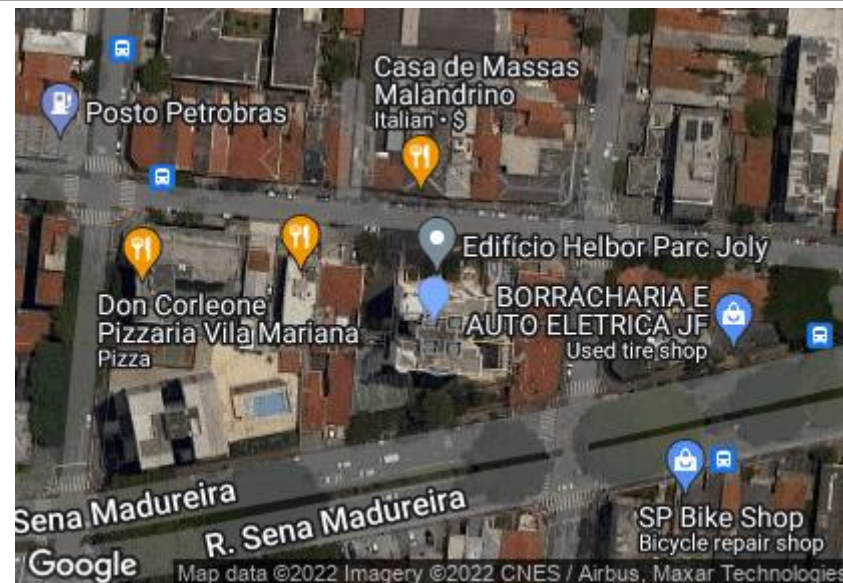 Casa de Massas
Malandrino
Italian • $
Posto Petrobras
Edifício Helbor Parc Joly
Don Corleone
Pizzaria Vila Mariana
Pizza
BORRACHARIA E
AUTO ELETRICA JF
Used tire shop
Sena Madureira
R. Sena Madureira
SP Bike Shop
Bicycle repair shop
Google
Map data ©2022 Imagery ©2022 CNES / Airbus, Maxar Technologies